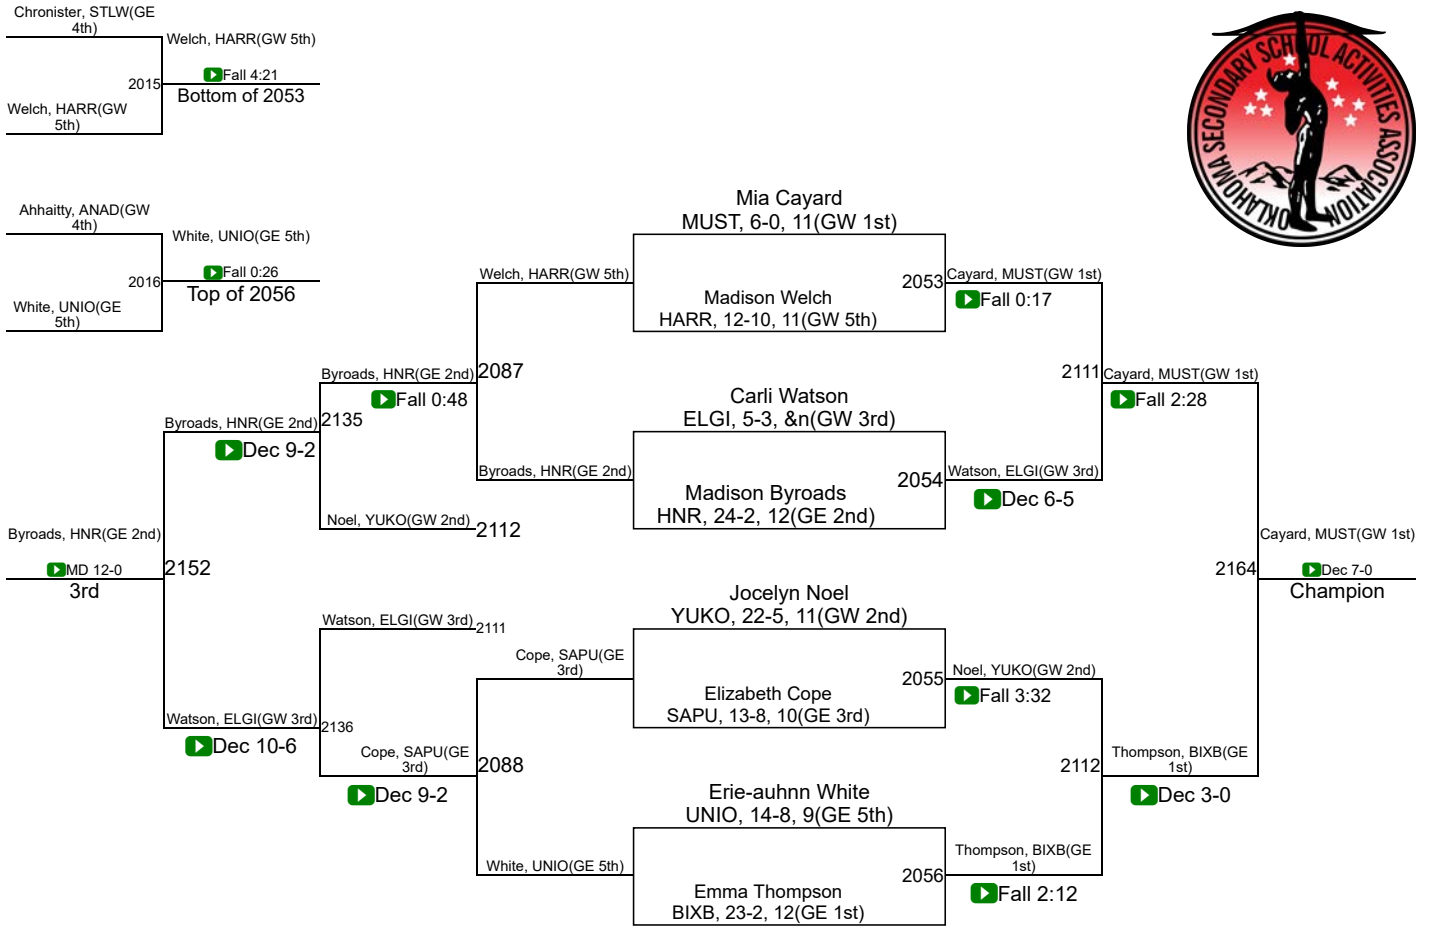 Chronister, STLW(GE
4th)
Welch, HARR(GW 5th)
2015
Fall 4:21
Bottom of 2053
Welch, HARR(GW
5th)
Ahhaitty, ANAD(GW
4th)
White, UNIO(GE 5th)
2016
Fall 0:26
Top of 2056
White, UNIO(GE
5th)
OKLAHOMA SECONDARY SCHOOL ACTIVITIES ASSOCIATION
Mia Cayard
MUST, 6-0, 11(GW 1st)
Welch, HARR(GW 5th)
2053
Cayard, MUST(GW 1st)
Fall 0:17
Madison Welch
HARR, 12-10, 11(GW 5th)
Byroads, HNR(GE 2nd)
2087
Fall 0:48
2111
Cayard, MUST(GW 1st)
Fall 2:28
Carli Watson
ELGI, 5-3, &n(GW 3rd)
Byroads, HNR(GE 2nd)
2135
Dec 9-2
Byroads, HNR(GE 2nd)
2054
Watson, ELGI(GW 3rd)
Dec 6-5
Madison Byroads
HNR, 24-2, 12(GE 2nd)
Noel, YUKO(GW 2nd)
2112
Byroads, HNR(GE 2nd)
2152
MD 12-0
3rd
Cayard, MUST(GW 1st)
2164
Dec 7-0
Champion
Jocelyn Noel
YUKO, 22-5, 11(GW 2nd)
Watson, ELGI(GW 3rd)
2111
Cope, SAPU(GE
3rd)
2055
Noel, YUKO(GW 2nd)
Fall 3:32
Elizabeth Cope
SAPU, 13-8, 10(GE 3rd)
Watson, ELGI(GW 3rd)
2136
Dec 10-6
Cope, SAPU(GE
3rd)
2088
Dec 9-2
2112
Thompson, BIXB(GE
1st)
Dec 3-0
Erie-auhnn White
UNIO, 14-8, 9(GE 5th)
White, UNIO(GE 5th)
2056
Thompson, BIXB(GE
1st)
Fall 2:12
Emma Thompson
BIXB, 23-2, 12(GE 1st)